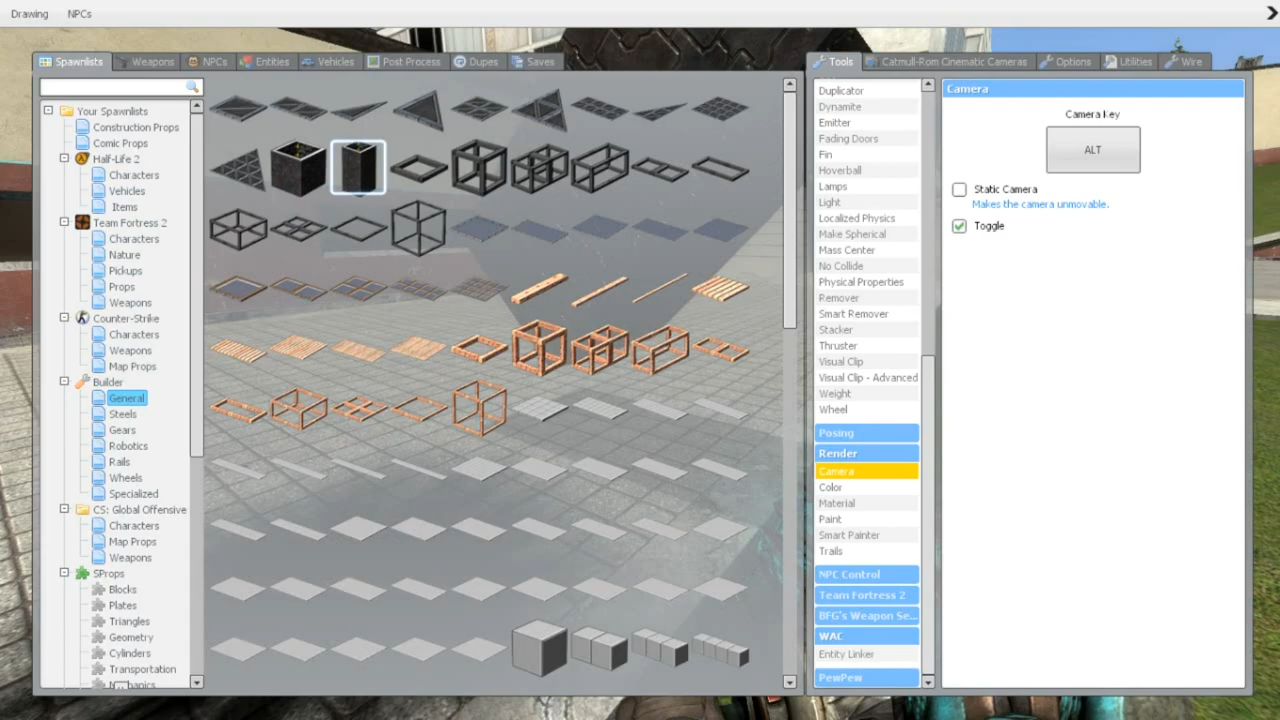 Drawing NPCs
Spawnlists Weapons NPCs Entities Vehicles Post Process Dupes Saves
Your Spawnlists
Construction Props
Comic Props
Half-Life 2
Characters
Vehicles
Items
Team Fortress 2
Characters
Nature
Pickups
Props
Weapons
Counter-Strike
Characters
Weapons
Map Props
Builder
General
Steels
Gears
Robotics
Rails
Wheels
Specialized
CS: Global Offensive
Characters
Map Props
Weapons
SProps
Blocks
Plates
Triangles
Geometry
Cylinders
Transportation
Tools Catmull-Rom Cinematic Cameras Options Utilities Wire
Duplicator
Dynamite
Emitter
Fading Doors
Fin
Hoverball
Lamps
Light
Localized Physics
Make Spherical
Mass Center
No Collide
Physical Properties
Remover
Smart Remover
Stacker
Thruster
Visual Clip
Visual Clip - Advanced
Weight
Wheel
Posing
Render
Camera
Color
Material
Paint
Smart Painter
Trails
NPC Control
Team Fortress 2
BFG's Weapon Se...
WAC
Entity Linker
PewPew
Camera
Camera Key
ALT
Static Camera
Makes the camera unmovable.
Toggle